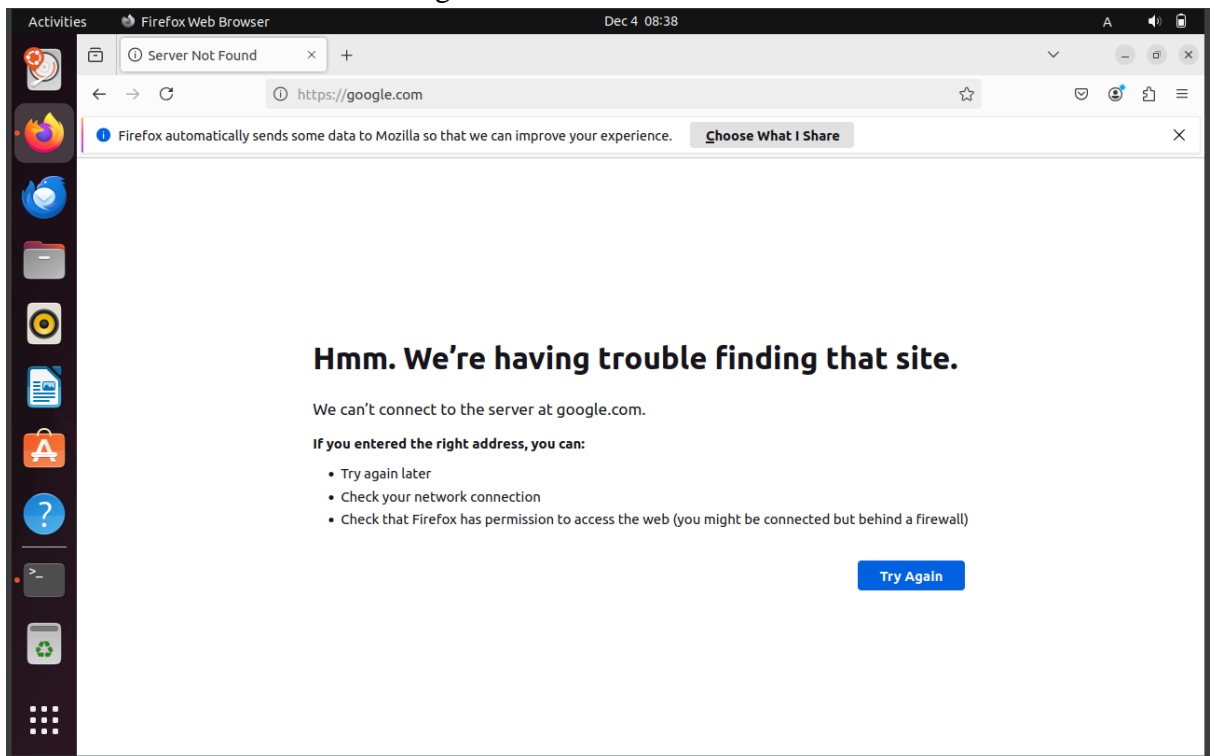 Activities Firefox Web Browser Dec 4 08:38 A
Server Not Found
https://google.com
Firefox automatically sends some data to Mozilla so that we can improve your experience. Choose What I Share
Hmm. We’re having trouble finding that site.
We can’t connect to the server at google.com.
If you entered the right address, you can:
• Try again later
• Check your network connection
• Check that Firefox has permission to access the web (you might be connected but behind a firewall)
Try Again